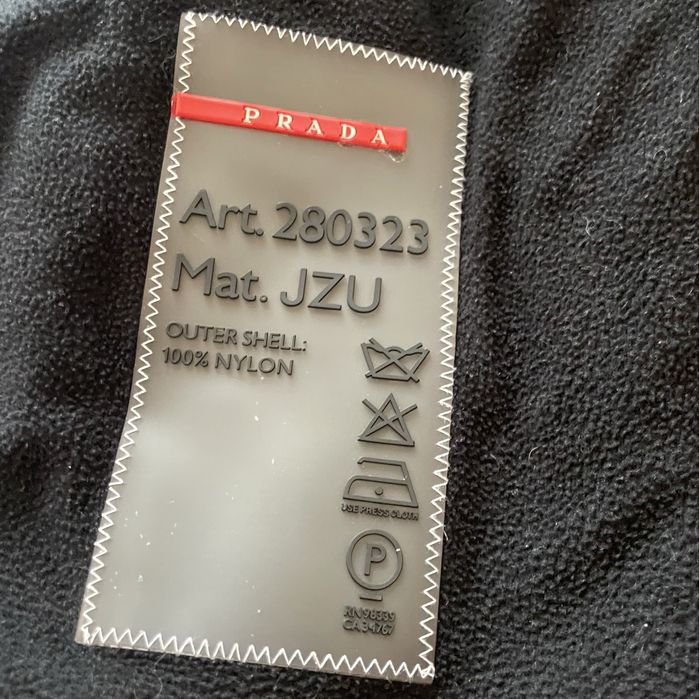 PRADA
Art. 280323
Mat. JZU
OUTER SHELL:
100% NYLON
USE PRESS CLOTH
P
RN98339
CA34767